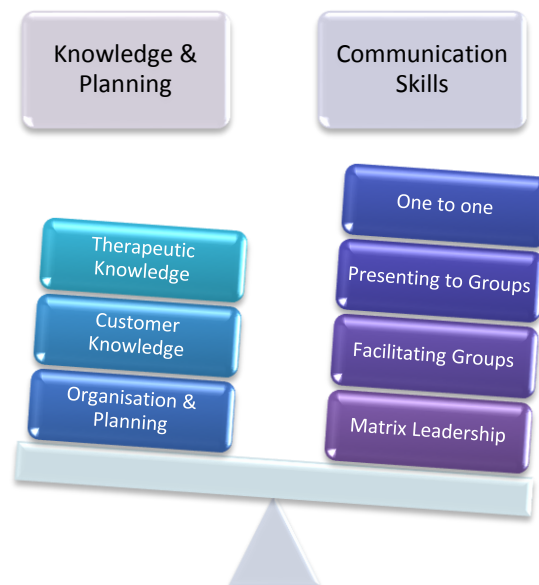 Knowledge &
Planning
Communication
Skills
One to one
Therapeutic
Knowledge
Presenting to Groups
Customer
Knowledge
Facilitating Groups
Organisation &
Planning
Matrix Leadership